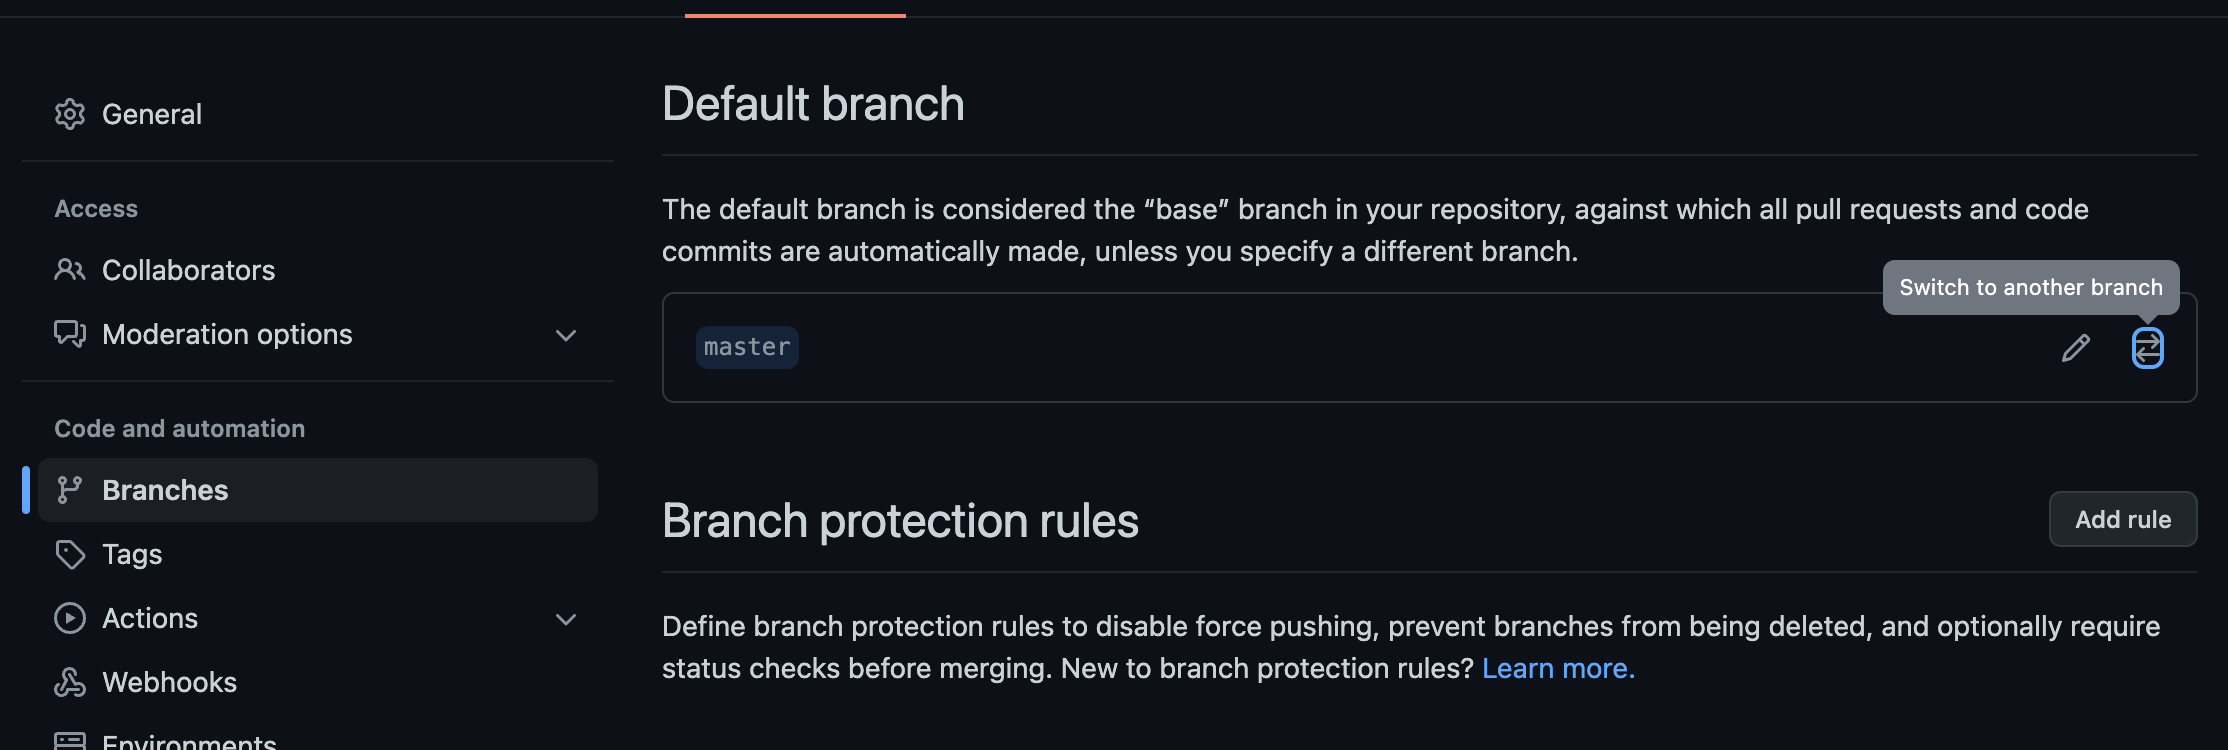 General
Access
Collaborators
Moderation options
Code and automation
Branches
Tags
Actions
Webhooks
Environments
Default branch
The default branch is considered the “base” branch in your repository, against which all pull requests and code
commits are automatically made, unless you specify a different branch.
Switch to another branch
master
Branch protection rules
Add rule
Define branch protection rules to disable force pushing, prevent branches from being deleted, and optionally require
status checks before merging. New to branch protection rules? Learn more.